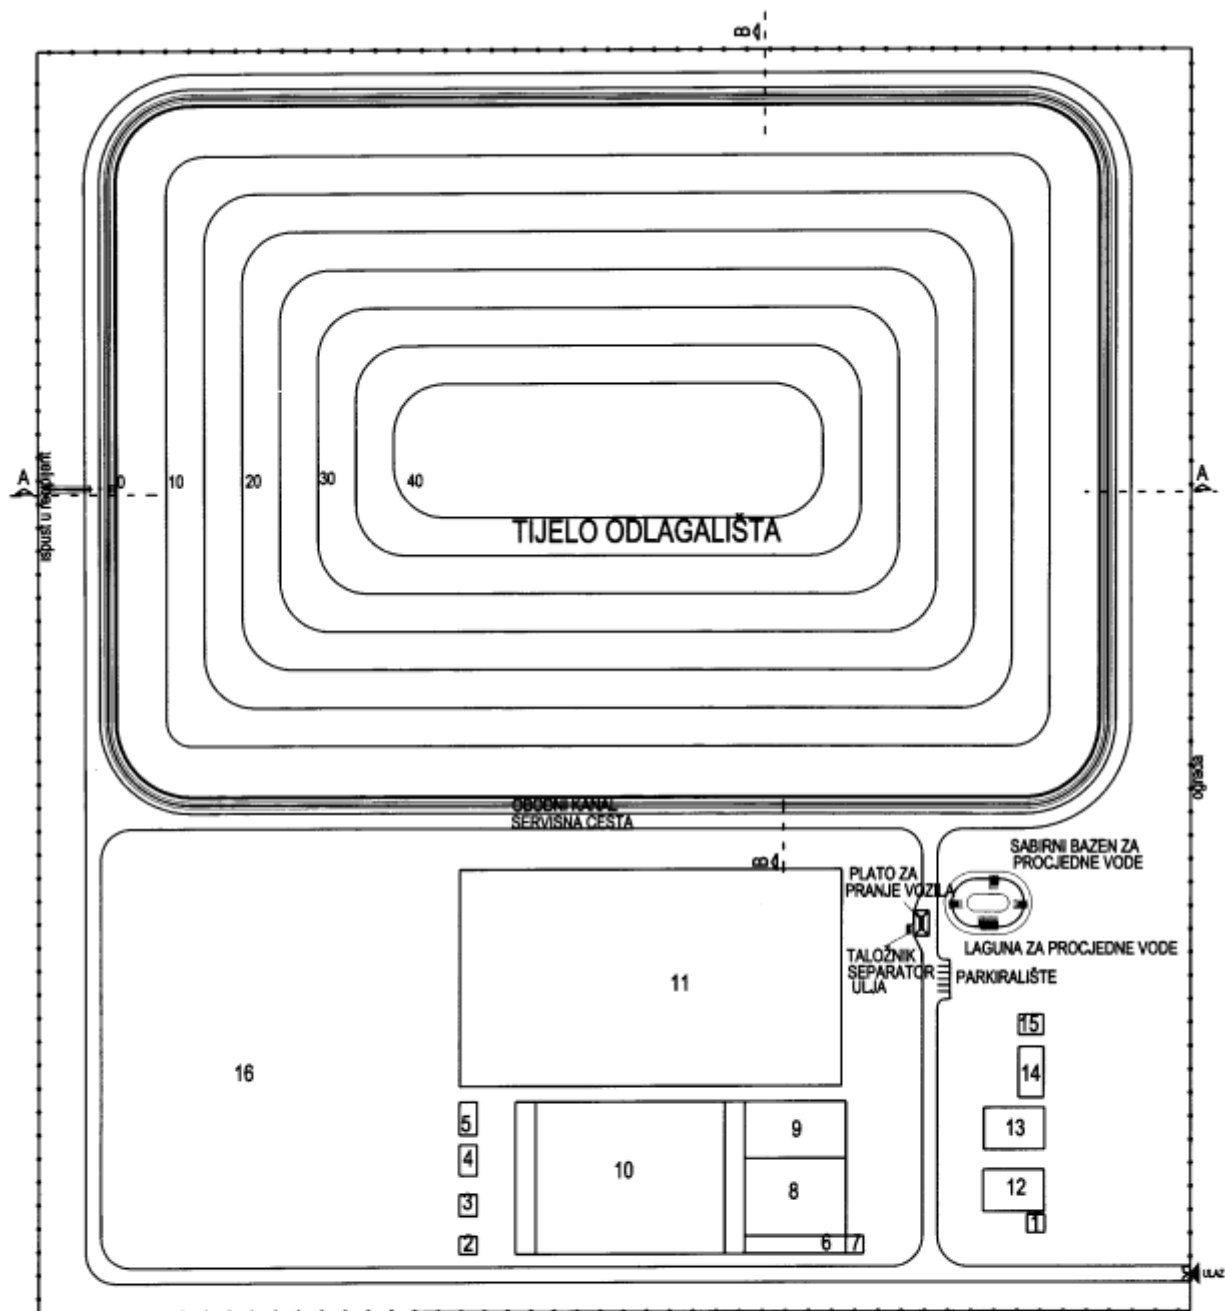 B
A
ispust u recipijent
0
10
20
30
40
A
TIJELO ODLAGALIŠTA
ograda
OBODNI KANAL
SERVISNA CESTA
B
SABIRNI BAZEN ZA
PROCJEDNE VODE
PLATO ZA
PRANJE VOZILA
LAGUNA ZA PROCJEDNE VODE
TALOŽNIK
SEPARATOR
ULJA
PARKIRALIŠTE
11
15
16
14
5
9
13
4
10
8
12
3
1
2
6
7
ULAZ